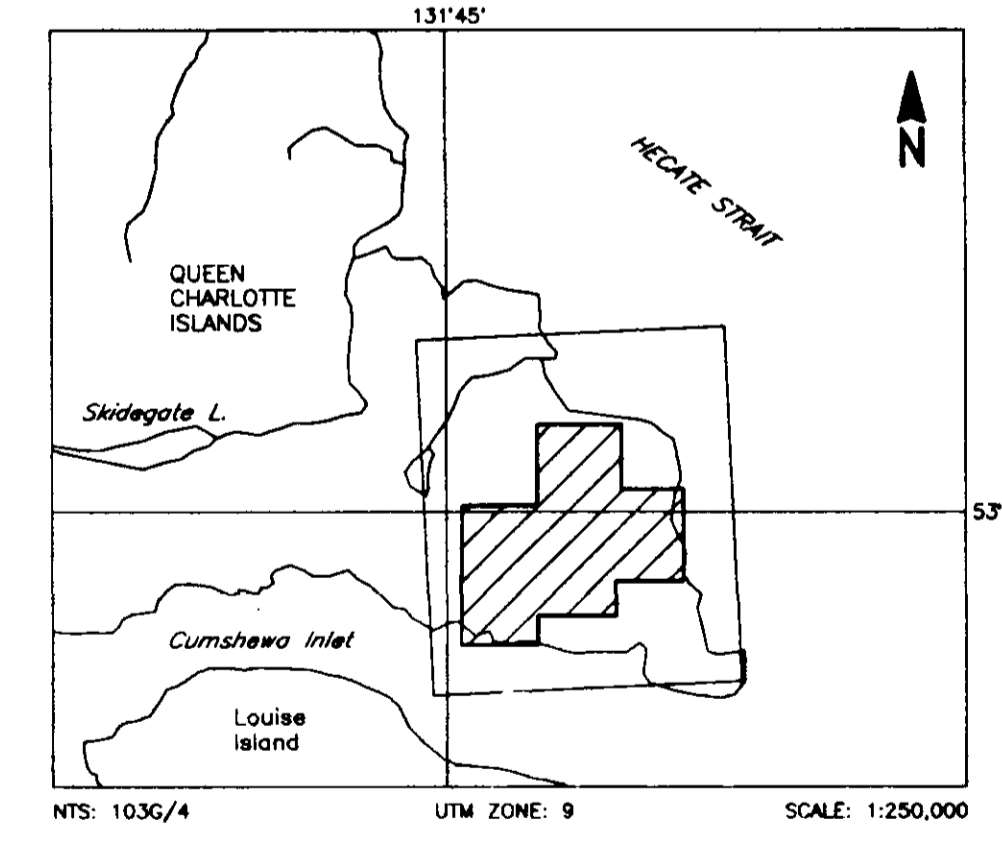 131°45'
N
HECATE STRAIT
QUEEN
CHARLOTTE
ISLANDS
Skidegate L.
53°
Cumshewa Inlet
Louise
Island
NTS: 103G/4
UTM ZONE: 9
SCALE: 1:250,000